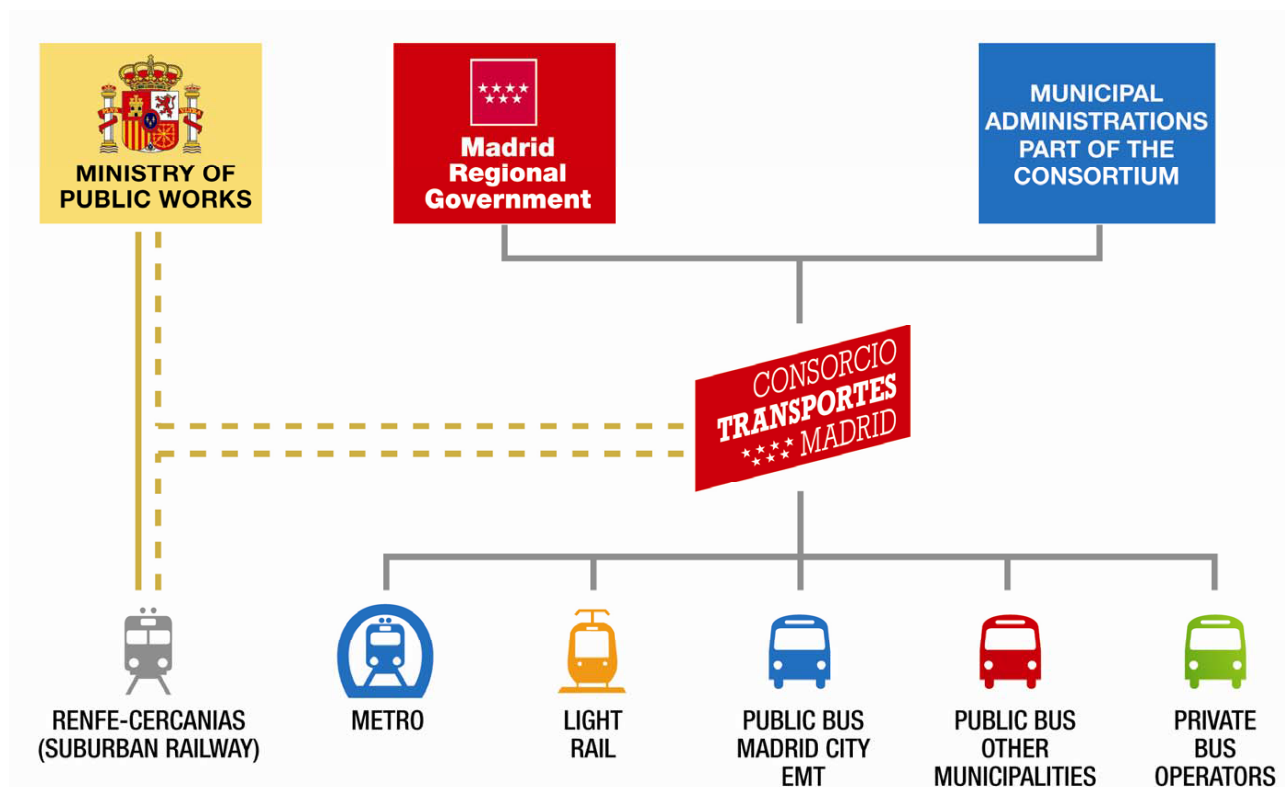 MINISTRY OF
PUBLIC WORKS
Madrid
Regional
Government
MUNICIPAL
ADMINISTRATIONS
PART OF THE
CONSORTIUM
CONSORCIO
TRANSPORTES
MADRID
RENFE-CERCANIAS
(SUBURBAN RAILWAY)
METRO
LIGHT
RAIL
PUBLIC BUS
MADRID CITY
EMT
PUBLIC BUS
OTHER
MUNICIPALITIES
PRIVATE
BUS
OPERATORS